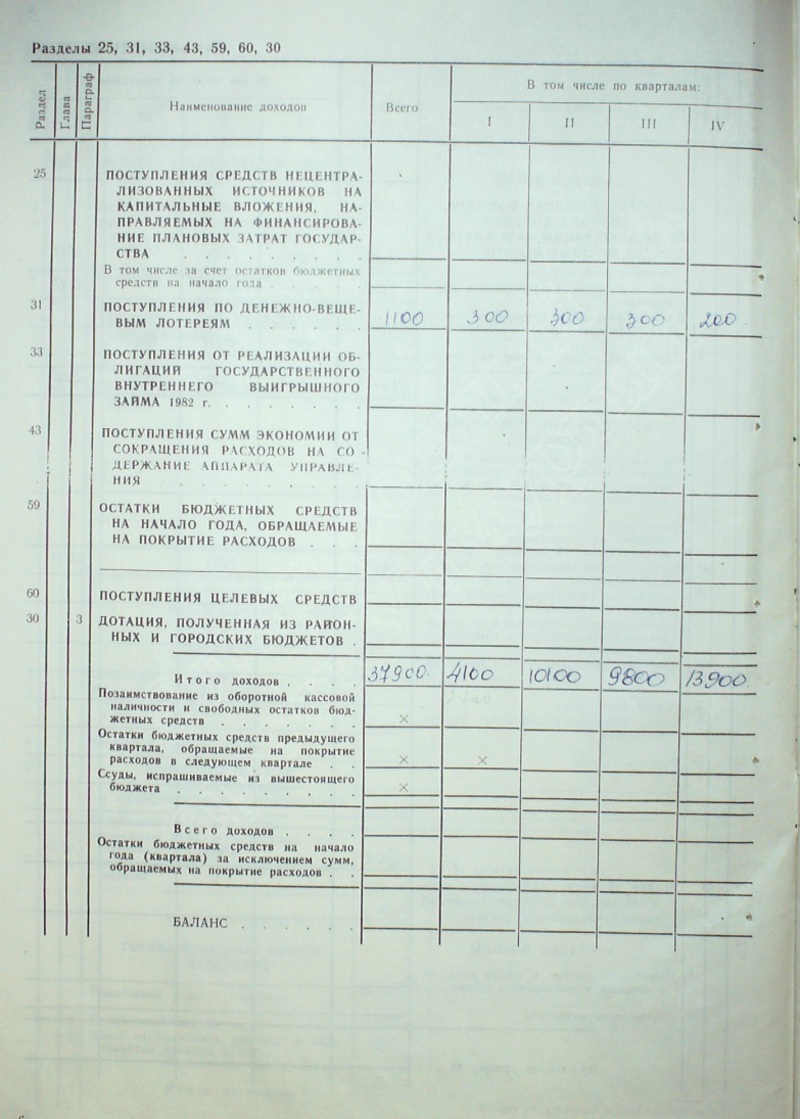 Разделы 25, 31, 33, 43, 59, 60, 30
Раздел
Глава
Параграф
Наименование доходов
Всего
В том числе по кварталам:
I II III IV
25 ПОСТУПЛЕНИЯ СРЕДСТВ НЕЦЕНТРА-
ЛИЗОВАННЫХ ИСТОЧНИКОВ НА
КАПИТАЛЬНЫЕ ВЛОЖЕНИЯ, НА-
ПРАВЛЯЕМЫХ НА ФИНАНСИРОВА-
НИЕ ПЛАНОВЫХ ЗАТРАТ ГОСУДАР-
СТВА . . . . . . . . .
В том числе за счет остатков бюджетных
средств на начало года
31 ПОСТУПЛЕНИЯ ПО ДЕНЕЖНО-ВЕЩЕ-
ВЫМ ЛОТЕРЕЯМ . . . . . . 1100 300 300 300 200
33 ПОСТУПЛЕНИЯ ОТ РЕАЛИЗАЦИИ ОБ-
ЛИГАЦИЙ ГОСУДАРСТВЕННОГО
ВНУТРЕННЕГО ВЫИГРЫШНОГО
ЗАЙМА 1982 г. . . . . . . .
43 ПОСТУПЛЕНИЯ СУММ ЭКОНОМИИ ОТ
СОКРАЩЕНИЯ РАСХОДОВ НА СО-
ДЕРЖАНИЕ АППАРАТА УПРАВЛЕ-
НИЯ . . . . . . . .
59 ОСТАТКИ БЮДЖЕТНЫХ СРЕДСТВ
НА НАЧАЛО ГОДА, ОБРАЩАЕМЫЕ
НА ПОКРЫТИЕ РАСХОДОВ . . .
60 ПОСТУПЛЕНИЯ ЦЕЛЕВЫХ СРЕДСТВ
30 3 ДОТАЦИЯ, ПОЛУЧЕННАЯ ИЗ РАЙОН-
НЫХ И ГОРОДСКИХ БЮДЖЕТОВ .
Итого доходов . . . . 37900 4100 10100 9800 13900
Позаимствование из оборотной кассовой
наличности и свободных остатков бюд-
жетных средств . . . . . . ×
Остатки бюджетных средств предыдущего
квартала, обращаемые на покрытие
расходов в следующем квартале . . × ×
Ссуды, испрашиваемые из вышестоящего
бюджета . . . . . . . . ×
Всего доходов . . . .
Остатки бюджетных средств на начало
года (квартала) за исключением сумм,
обращаемых на покрытие расходов . .
БАЛАНС . . . . . .